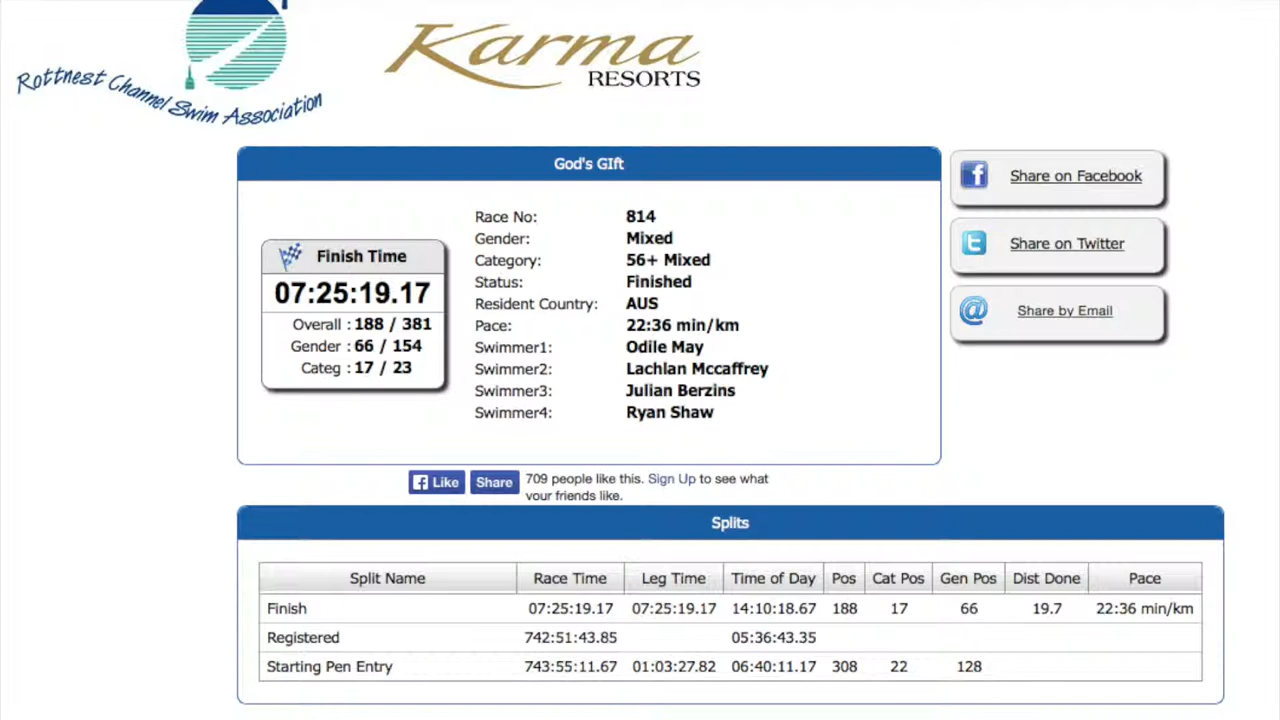 Rottnest Channel Swim Association
Karma
RESORTS
God's GIft
Share on Facebook
Share on Twitter
Share by Email
Finish Time
07:25:19.17
Overall : 188 / 381
Gender : 66 / 154
Categ : 17 / 23
Race No: 814
Gender: Mixed
Category: 56+ Mixed
Status: Finished
Resident Country: AUS
Pace: 22:36 min/km
Swimmer1: Odile May
Swimmer2: Lachlan Mccaffrey
Swimmer3: Julian Berzins
Swimmer4: Ryan Shaw
Like Share 709 people like this. Sign Up to see what
your friends like.
Splits
Split Name Race Time Leg Time Time of Day Pos Cat Pos Gen Pos Dist Done Pace
Finish 07:25:19.17 07:25:19.17 14:10:18.67 188 17 66 19.7 22:36 min/km
Registered 742:51:43.85 05:36:43.35
Starting Pen Entry 743:55:11.67 01:03:27.82 06:40:11.17 308 22 128